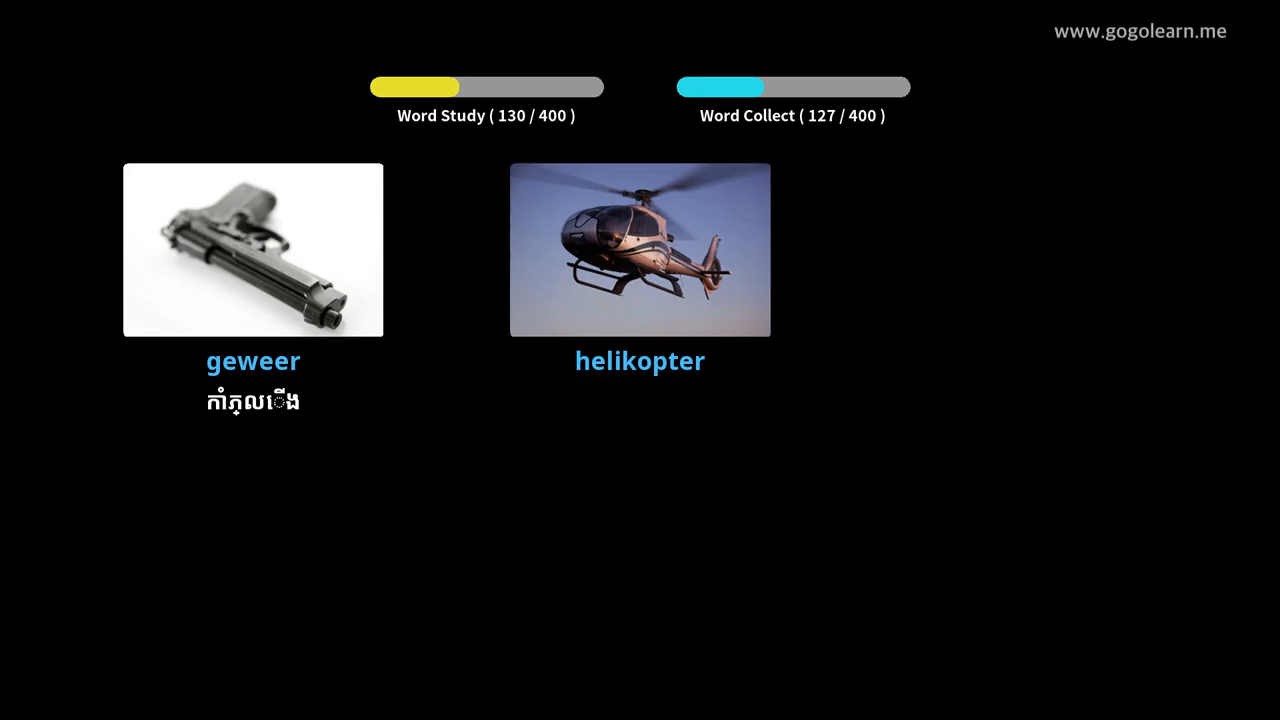 www.gogolearn.me
Word Study ( 130 / 400 )
Word Collect ( 127 / 400 )
geweer
helikopter
កាំភ្លើង